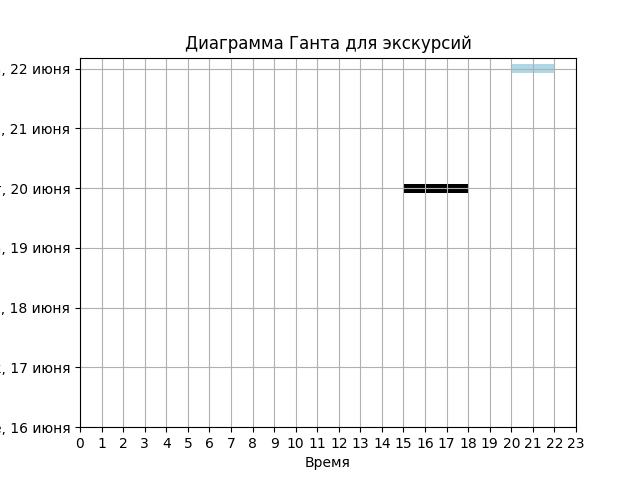 Диаграмма Ганта для экскурсий
, 22 июня
, 21 июня
, 20 июня
, 19 июня
, 18 июня
, 17 июня
, 16 июня
0 1 2 3 4 5 6 7 8 9 10 11 12 13 14 15 16 17 18 19 20 21 22 23
Время